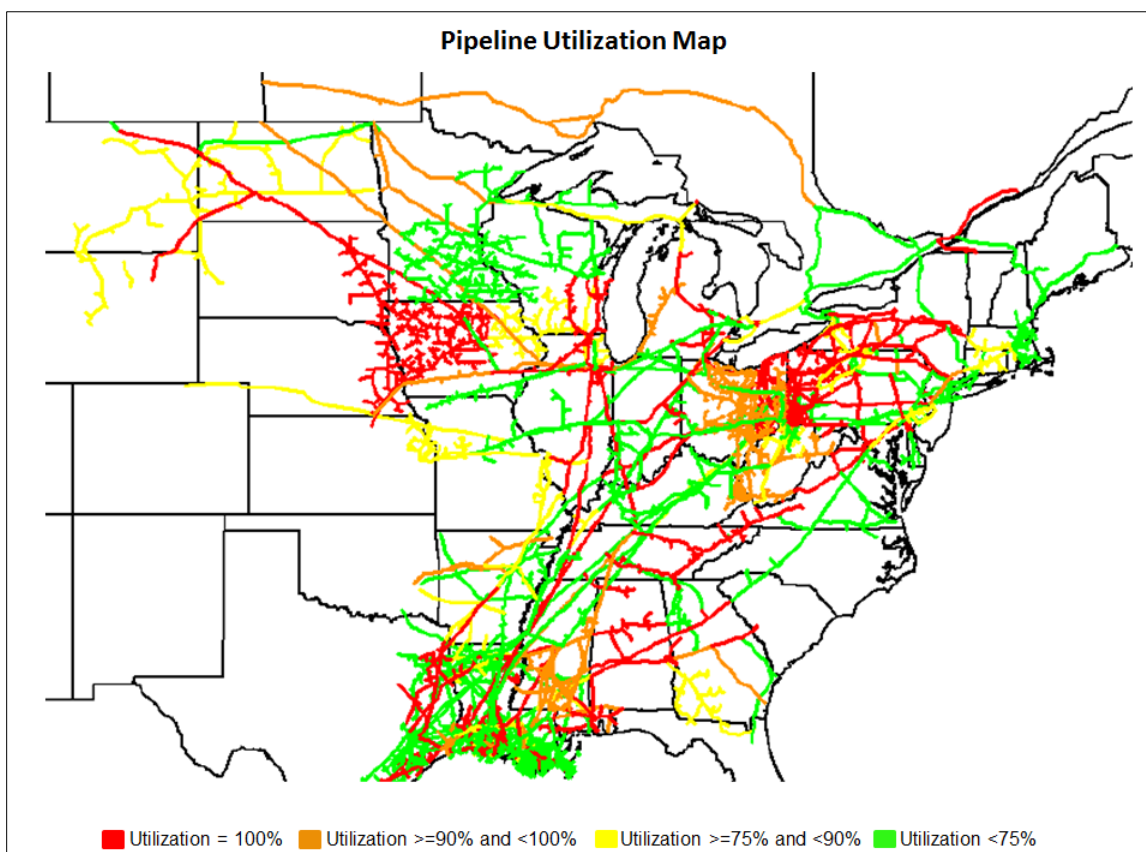 Pipeline Utilization Map
Utilization = 100% Utilization >=90% and <100% Utilization >=75% and <90% Utilization <75%